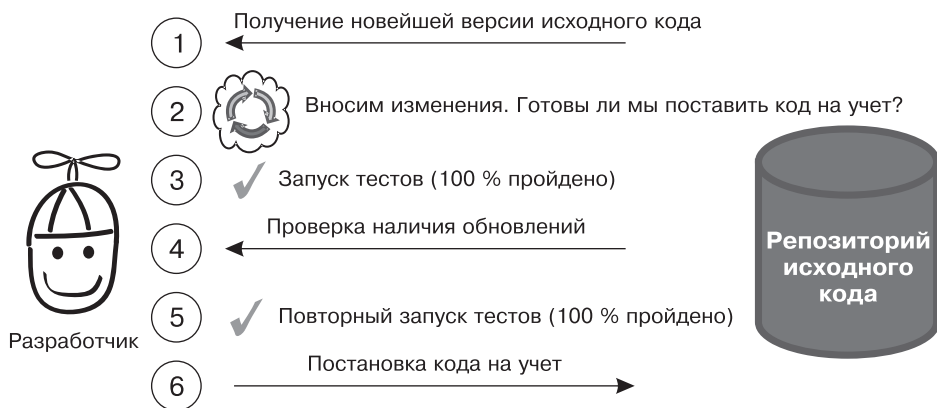 1 Получение новейшей версии исходного кода
2 Вносим изменения. Готовы ли мы поставить код на учет?
3 Запуск тестов (100 % пройдено)
4 Проверка наличия обновлений
5 Повторный запуск тестов (100 % пройдено)
6 Постановка кода на учет
Разработчик
Репозиторий
исходного
кода